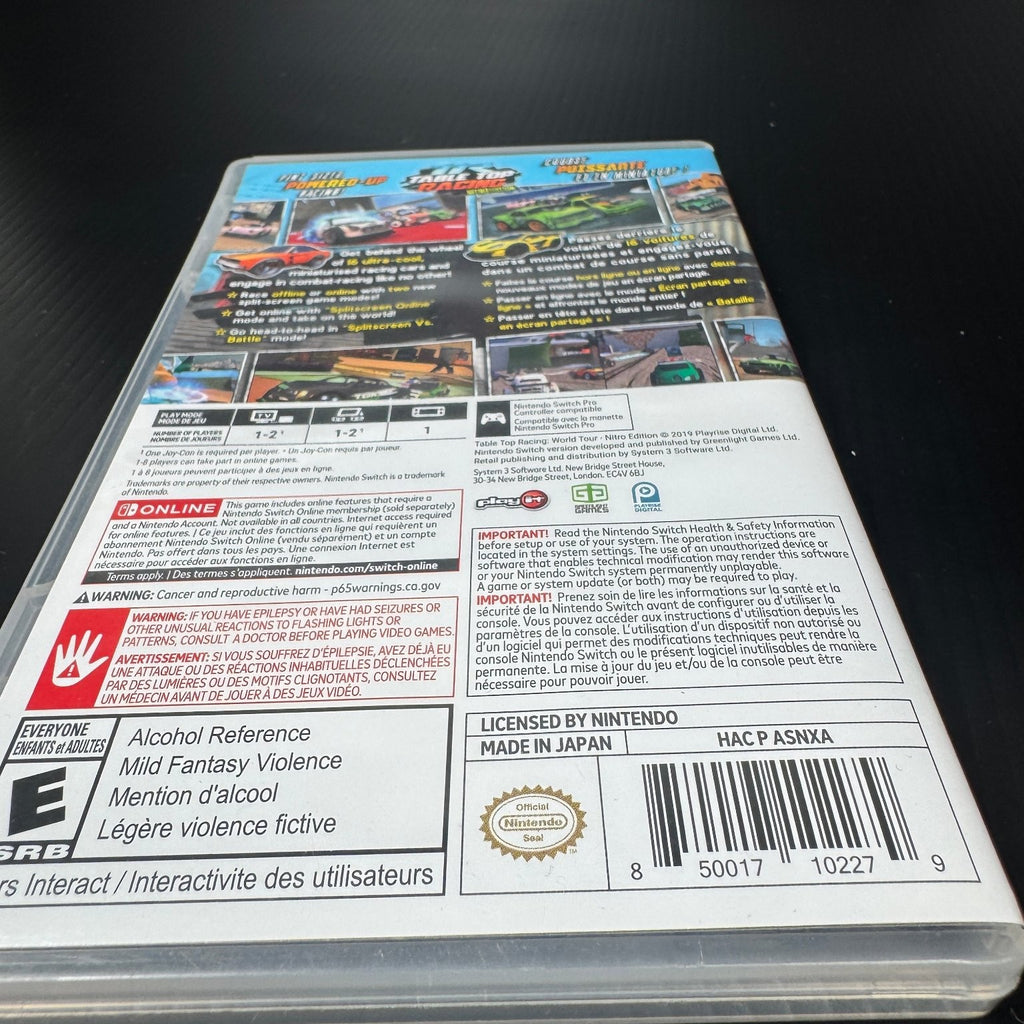 PINT SIZED
POWERED-UP
RACING
TABLE TOP
RACING
COURSE
PUISSANTE
EN MINIATURE !
Get behind the wheel
of 16 ultra-cool,
miniaturised racing cars and
engage in combat-racing like no other!
☆ Race offline or online with two new
split-screen game modes!
☆ Get online with "Splitscreen Online"
mode and take on the world!
☆ Go head-to-head in "Splitscreen Vs.
Battle" mode!
Passez derrière le
volant de 16 voitures de
course miniaturisées et engagez-vous
dans un combat de course sans pareil !
☆ Faites la course hors ligne ou en ligne avec deux
nouveaux modes de jeu en écran partagé.
☆ Passer en ligne avec le mode « Écran partagé en
ligne » et dominez le monde entier !
☆ Passer en tête à tête dans le mode de « Bataille
en écran partagé » !
PLAY MODE
MODE DE JEU
TV
NUMBER OF PLAYERS
NOMBRE DE JOUEURS
1-2¹
1-2¹
1
¹ One Joy-Con is required per player. • Un Joy-Con requis par joueur.
1-8 players can take part in online games.
1 à 8 joueurs peuvent participer à des jeux en ligne.
Trademarks are property of their respective owners. Nintendo Switch is a trademark
of Nintendo.
Nintendo Switch Pro
Controller compatible
Compatible avec la manette
Nintendo Switch Pro
Table Top Racing: World Tour - Nitro Edition © 2019 Playrise Digital Ltd.
Nintendo Switch version developed and published by Greenlight Games Ltd.
Retail publishing and distribution by System 3 Software Ltd.
System 3 Software Ltd. New Bridge Street House,
30-34 New Bridge Street, London. EC4V 6BJ
play it
GREENLIGHT GAMES
PLAYRISE DIGITAL
ONLINE
This game includes online features that require a
Nintendo Switch Online membership (sold separately)
and a Nintendo Account. Not available in all countries. Internet access required
for online features. | Ce jeu inclut des fonctions en ligne qui requièrent un
abonnement Nintendo Switch Online (vendu séparément) et un compte
Nintendo. Pas offert dans tous les pays. Une connexion Internet est
nécessaire pour accéder aux fonctions en ligne.
Terms apply. | Des termes s'appliquent. nintendo.com/switch-online
WARNING: Cancer and reproductive harm - p65warnings.ca.gov
WARNING: IF YOU HAVE EPILEPSY OR HAVE HAD SEIZURES OR
OTHER UNUSUAL REACTIONS TO FLASHING LIGHTS OR
PATTERNS, CONSULT A DOCTOR BEFORE PLAYING VIDEO GAMES.
AVERTISSEMENT: SI VOUS SOUFFREZ D'ÉPILEPSIE, AVEZ DÉJÀ EU
UNE ATTAQUE OU DES RÉACTIONS INHABITUELLES DÉCLENCHÉES
PAR DES LUMIÈRES OU DES MOTIFS CLIGNOTANTS, CONSULTEZ
UN MÉDECIN AVANT DE JOUER À DES JEUX VIDÉO.
IMPORTANT! Read the Nintendo Switch Health & Safety Information
before setup or use of your system. The operation instructions are
located in the system settings. The use of an unauthorized device or
software that enables technical modification may render this software
or your Nintendo Switch system permanently unplayable.
A game or system update (or both) may be required to play.
IMPORTANT! Prenez soin de lire les informations sur la santé et la
sécurité de la Nintendo Switch avant de configurer ou d'utiliser la
console. Vous pouvez accéder aux instructions d'utilisation depuis les
paramètres de la console. L'utilisation d'un dispositif non autorisé ou
d'un logiciel qui permet des modifications techniques peut rendre la
console Nintendo Switch ou le présent logiciel inutilisables de manière
permanente. La mise à jour du jeu et/ou de la console peut être
nécessaire pour pouvoir jouer.
EVERYONE
ENFANTS et ADULTES
E
SRB
Alcohol Reference
Mild Fantasy Violence
Mention d'alcool
Légère violence fictive
rs Interact / Interactivite des utilisateurs
LICENSED BY NINTENDO
MADE IN JAPAN
HAC P ASNXA
Official
Nintendo
Seal
TM
8 50017 10227 9